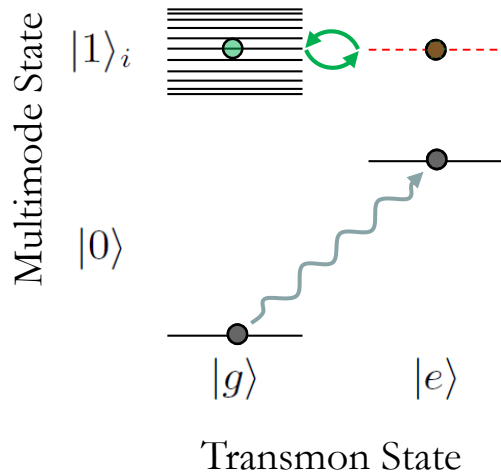 Multimode State
|1⟩ᵢ
|0⟩
|g⟩
|e⟩
Transmon State